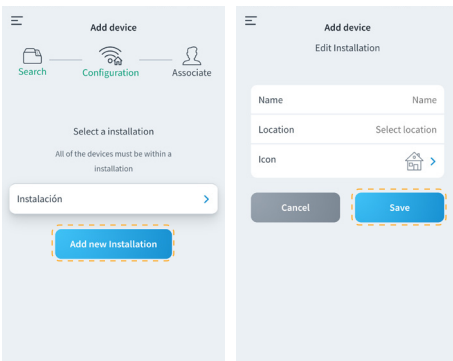 Add device
Search
Configuration
Associate
Select a installation
All of the devices must be within a
installation
Instalación
Add new Installation
Add device
Edit Installation
Name Name
Location Select location
Icon
Cancel Save